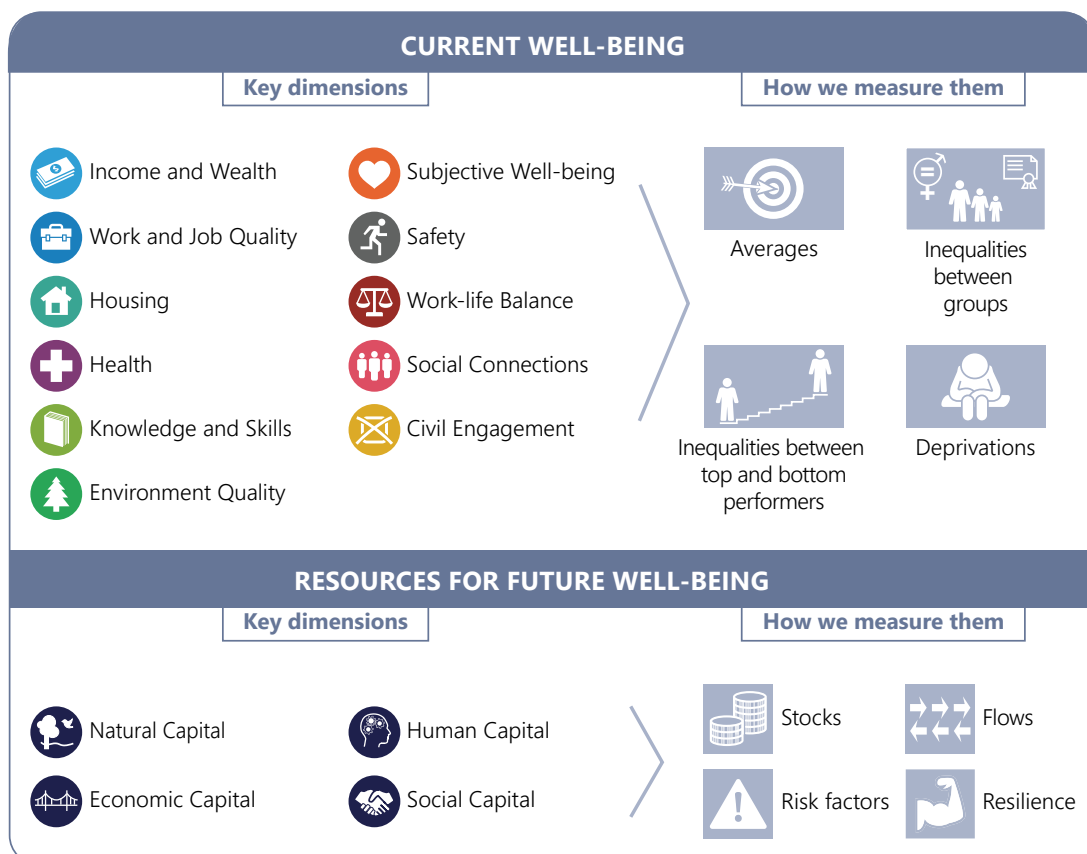 CURRENT WELL-BEING
Key dimensions
How we measure them
Income and Wealth
Subjective Well-being
Work and Job Quality
Safety
Housing
Work-life Balance
Health
Social Connections
Knowledge and Skills
Civil Engagement
Environment Quality
Averages
Inequalities
between
groups
Inequalities between
top and bottom
performers
Deprivations
RESOURCES FOR FUTURE WELL-BEING
Key dimensions
How we measure them
Natural Capital
Human Capital
Economic Capital
Social Capital
Stocks
Flows
Risk factors
Resilience